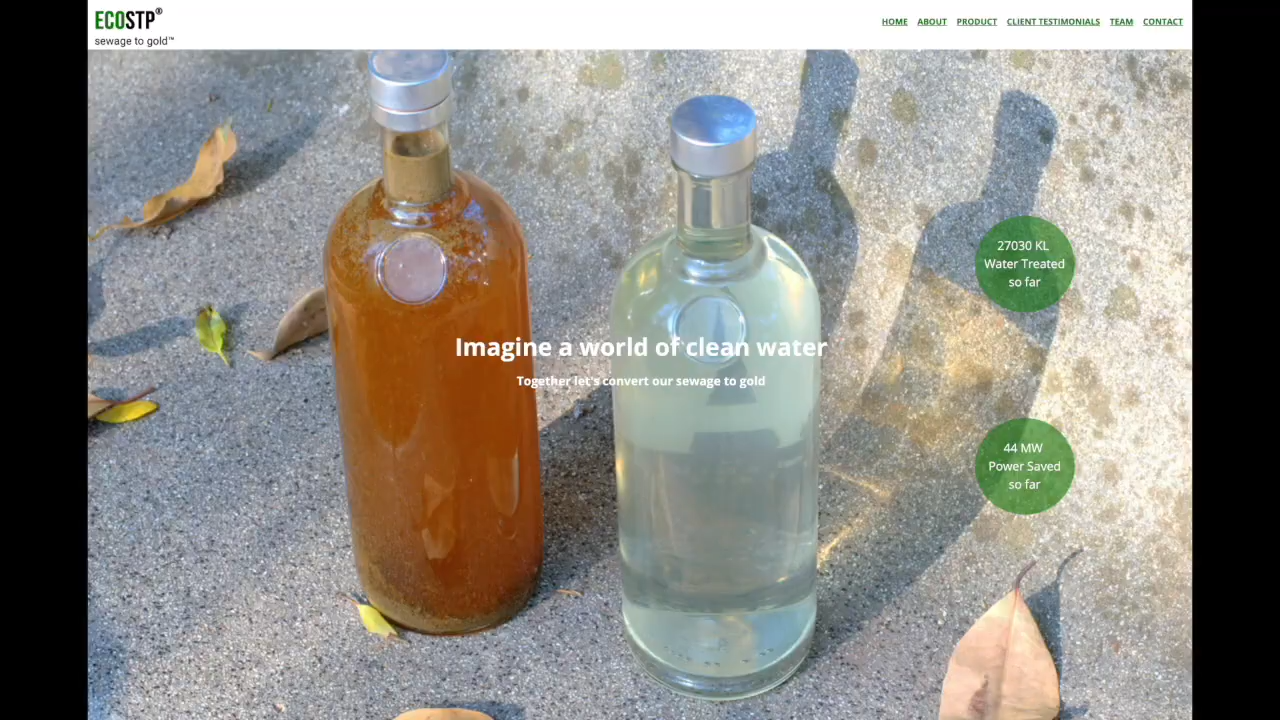 ECOSTP®
sewage to gold™
HOME ABOUT PRODUCT CLIENT TESTIMONIALS TEAM CONTACT
Imagine a world of clean water
Together let's convert our sewage to gold
27030 KL
Water Treated
so far
44 MW
Power Saved
so far